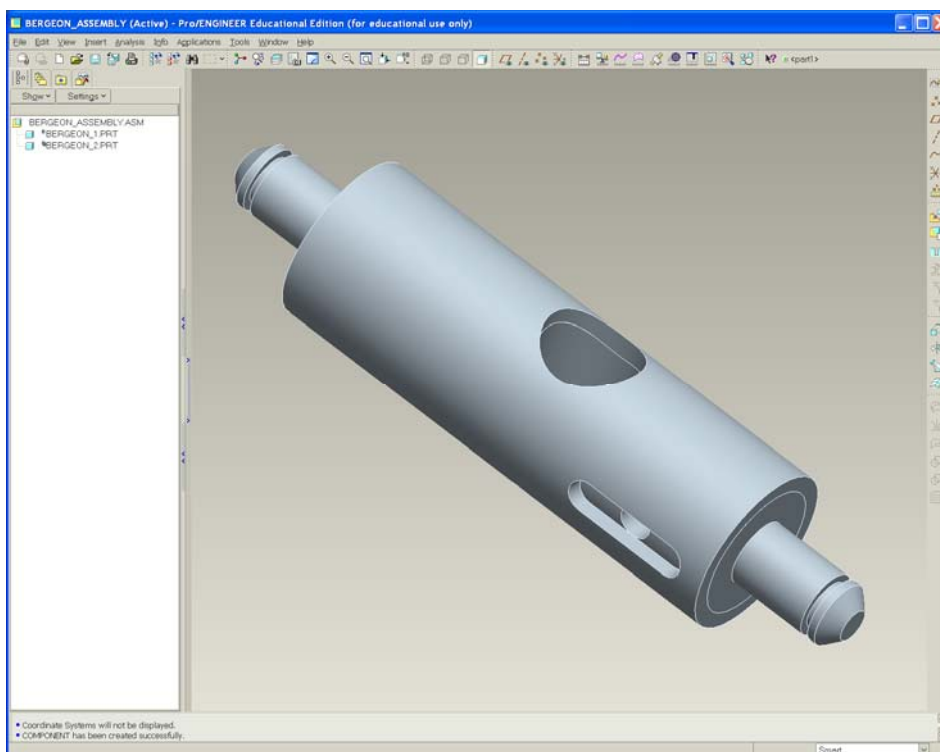 BERGEON_ASSEMBLY (Active) - Pro/ENGINEER Educational Edition (for educational use only)
File Edit View Insert Analysis Info Applications Tools Window Help
<part1>
Show Settings
BERGEON_ASSEMBLY.ASM
BERGEON_1.PRT
BERGEON_2.PRT
• Coordinate Systems will not be displayed.
• COMPONENT has been created successfully.
Smart